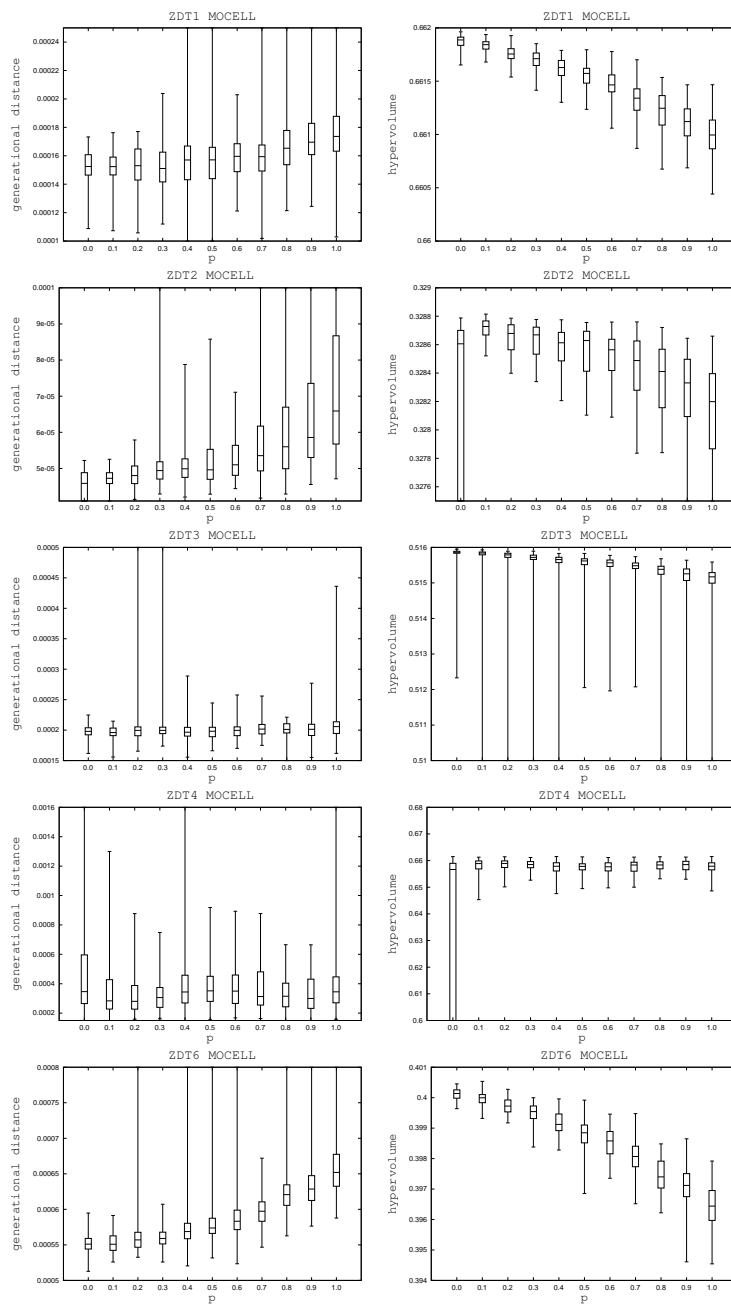 ZDT1 MOCELL
generational distance
0.00024
0.00022
0.0002
0.00018
0.00016
0.00014
0.00012
0.0001
0.0 0.1 0.2 0.3 0.4 0.5 0.6 0.7 0.8 0.9 1.0
p
ZDT1 MOCELL
hypervolume
0.662
0.6615
0.661
0.6605
0.66
0.0 0.1 0.2 0.3 0.4 0.5 0.6 0.7 0.8 0.9 1.0
p
ZDT2 MOCELL
generational distance
0.0001
9e-05
8e-05
7e-05
6e-05
5e-05
0.0 0.1 0.2 0.3 0.4 0.5 0.6 0.7 0.8 0.9 1.0
p
ZDT2 MOCELL
hypervolume
0.329
0.3288
0.3286
0.3284
0.3282
0.328
0.3278
0.3276
0.0 0.1 0.2 0.3 0.4 0.5 0.6 0.7 0.8 0.9 1.0
p
ZDT3 MOCELL
generational distance
0.0005
0.00045
0.0004
0.00035
0.0003
0.00025
0.0002
0.00015
0.0 0.1 0.2 0.3 0.4 0.5 0.6 0.7 0.8 0.9 1.0
p
ZDT3 MOCELL
hypervolume
0.516
0.515
0.514
0.513
0.512
0.511
0.51
0.0 0.1 0.2 0.3 0.4 0.5 0.6 0.7 0.8 0.9 1.0
p
ZDT4 MOCELL
generational distance
0.0016
0.0014
0.0012
0.001
0.0008
0.0006
0.0004
0.0002
0.0 0.1 0.2 0.3 0.4 0.5 0.6 0.7 0.8 0.9 1.0
p
ZDT4 MOCELL
hypervolume
0.68
0.67
0.66
0.65
0.64
0.63
0.62
0.61
0.6
0.0 0.1 0.2 0.3 0.4 0.5 0.6 0.7 0.8 0.9 1.0
p
ZDT6 MOCELL
generational distance
0.0008
0.00075
0.0007
0.00065
0.0006
0.00055
0.0005
0.0 0.1 0.2 0.3 0.4 0.5 0.6 0.7 0.8 0.9 1.0
p
ZDT6 MOCELL
hypervolume
0.401
0.4
0.399
0.398
0.397
0.396
0.395
0.394
0.0 0.1 0.2 0.3 0.4 0.5 0.6 0.7 0.8 0.9 1.0
p